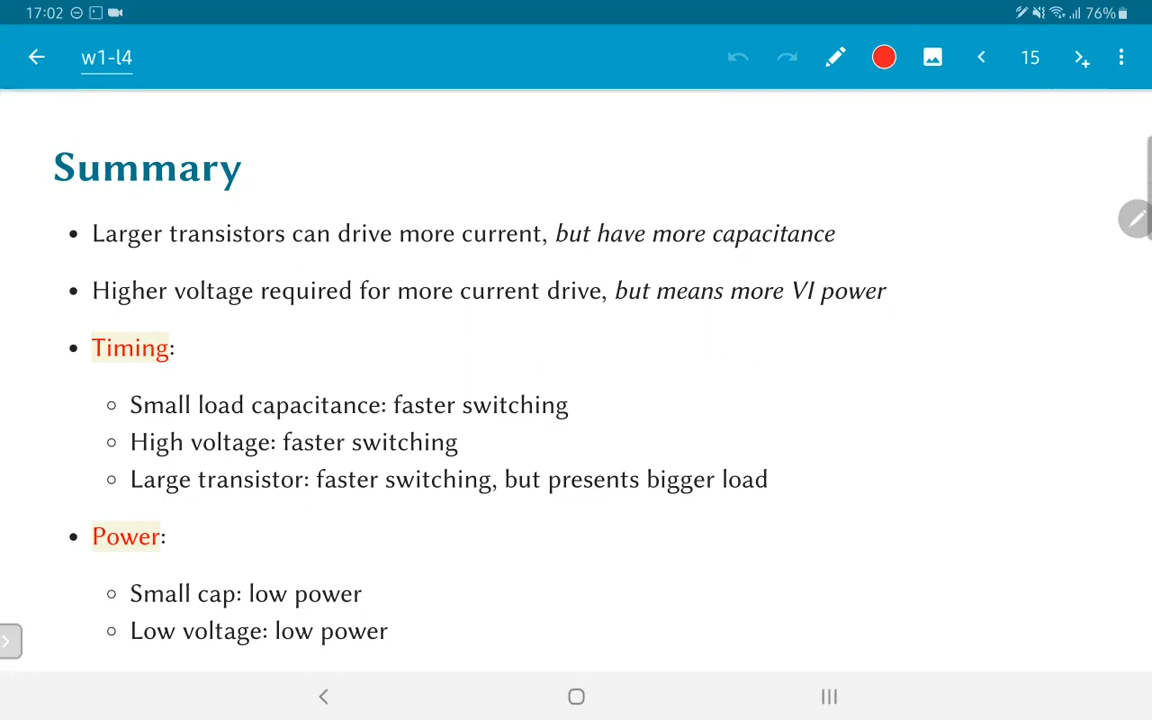 17:02
76%
w1-l4
15
Summary
• Larger transistors can drive more current, but have more capacitance
• Higher voltage required for more current drive, but means more VI power
• Timing:
◦ Small load capacitance: faster switching
◦ High voltage: faster switching
◦ Large transistor: faster switching, but presents bigger load
• Power:
◦ Small cap: low power
◦ Low voltage: low power